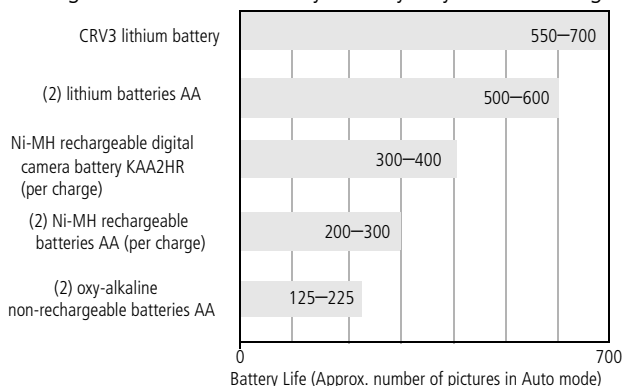 CRV3 lithium battery
550–700
(2) lithium batteries AA
500–600
Ni-MH rechargeable digital
camera battery KAA2HR
(per charge)
300–400
(2) Ni-MH rechargeable
batteries AA (per charge)
200–300
(2) oxy-alkaline
non-rechargeable batteries AA
125–225
0
700
Battery Life (Approx. number of pictures in Auto mode)